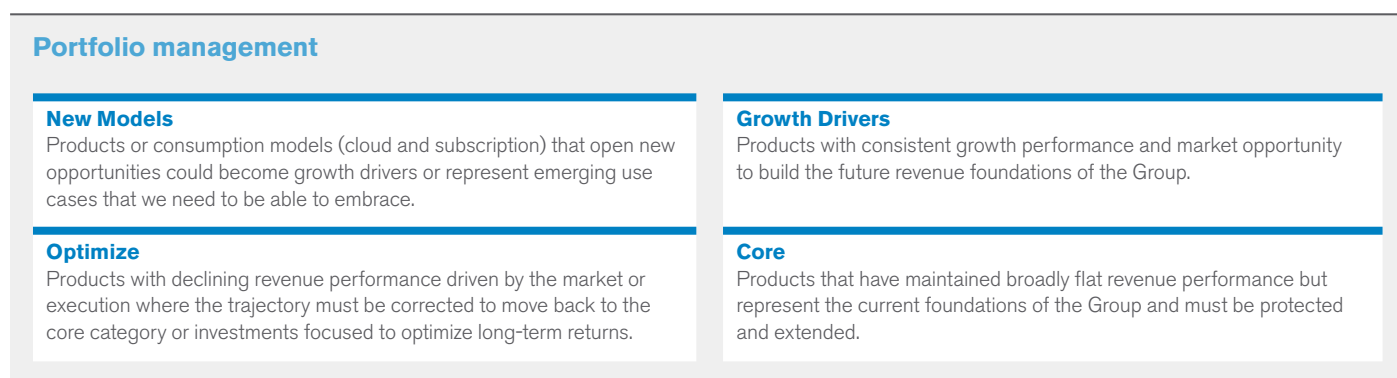 Portfolio management
New Models
Products or consumption models (cloud and subscription) that open new
opportunities could become growth drivers or represent emerging use
cases that we need to be able to embrace.
Growth Drivers
Products with consistent growth performance and market opportunity
to build the future revenue foundations of the Group.
Optimize
Products with declining revenue performance driven by the market or
execution where the trajectory must be corrected to move back to the
core category or investments focused to optimize long-term returns.
Core
Products that have maintained broadly flat revenue performance but
represent the current foundations of the Group and must be protected
and extended.